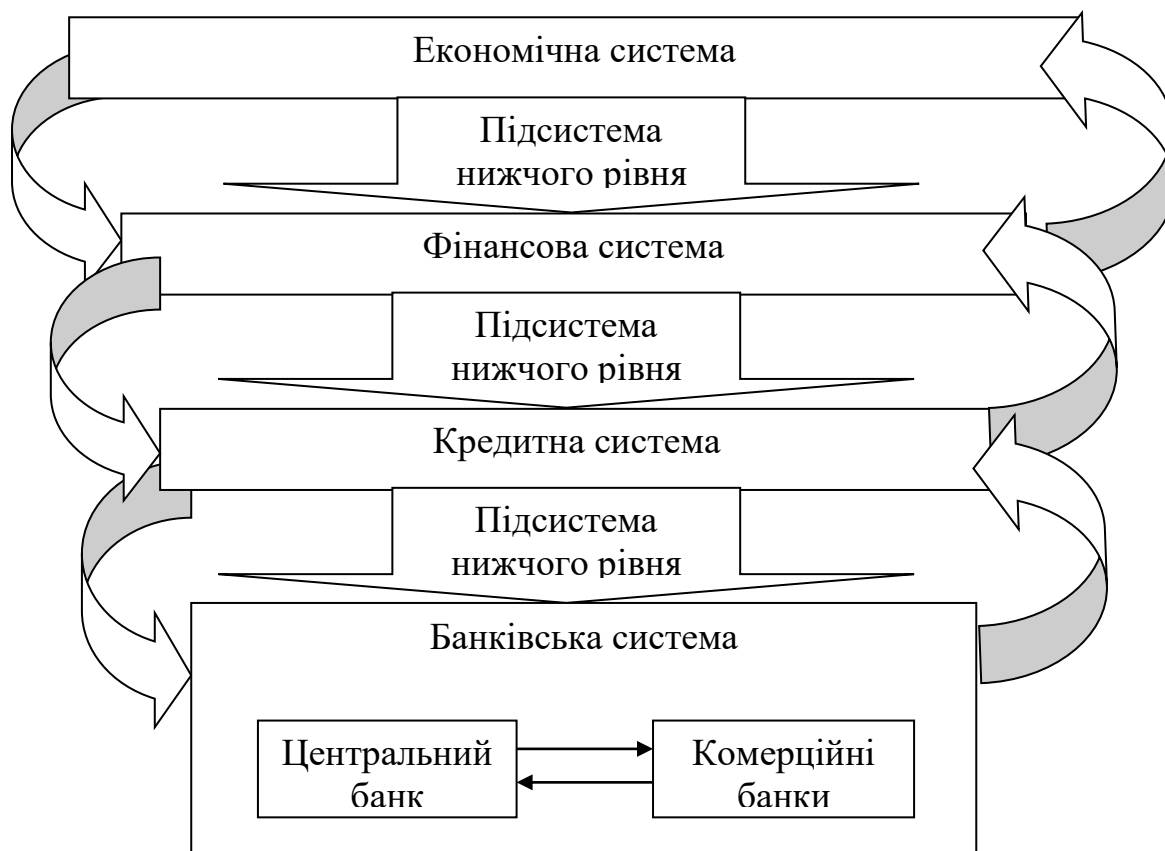 Економічна система
Підсистема
нижчого рівня
Фінансова система
Підсистема
нижчого рівня
Кредитна система
Підсистема
нижчого рівня
Банківська система
Центральний
банк
Комерційні
банки